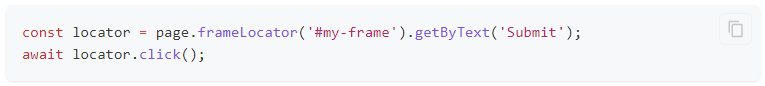 const locator = page.frameLocator('#my-frame').getByText('Submit');
await locator.click();